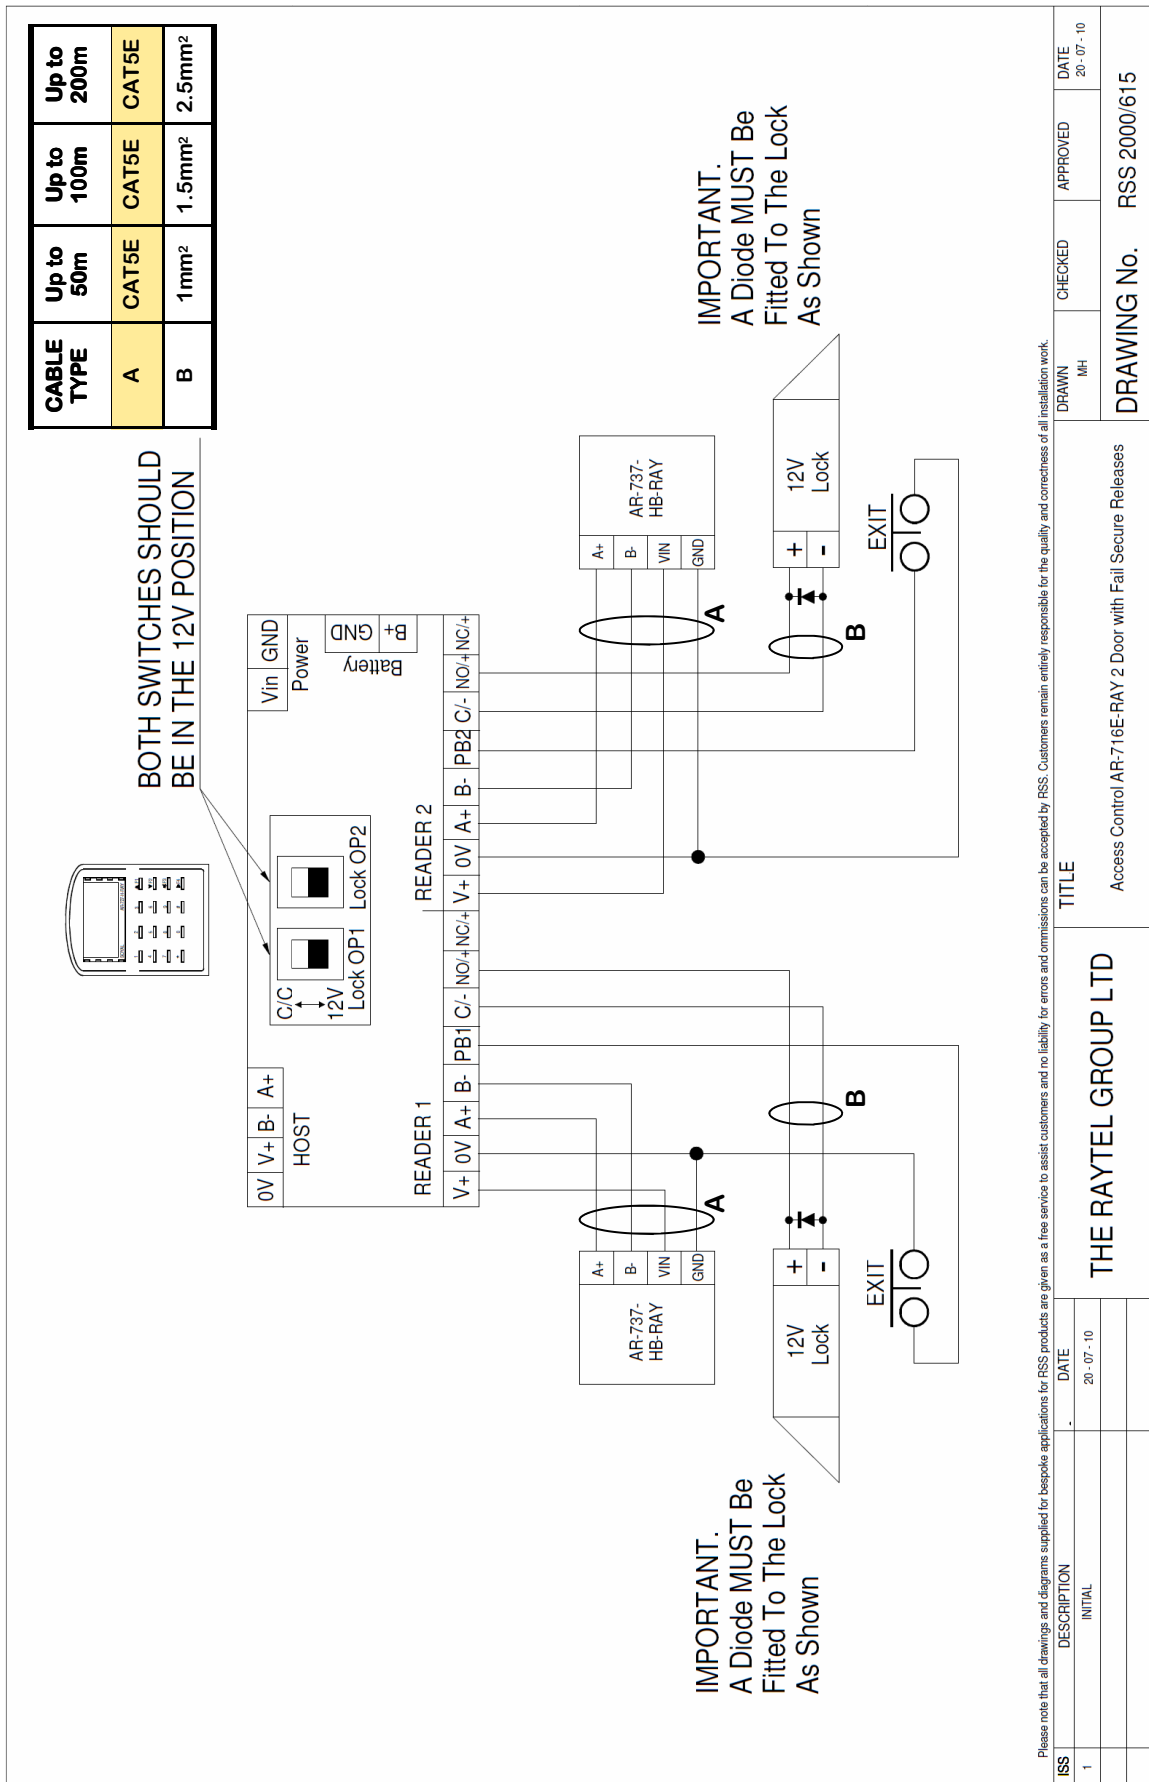 CABLE TYPE Up to 50m Up to 100m Up to 200m
A CAT5E CAT5E CAT5E
B 1mm² 1.5mm² 2.5mm²
BOTH SWITCHES SHOULD
BE IN THE 12V POSITION
0V V+ B- A+
HOST
C/C
12V
Lock OP1
Lock OP2
Vin GND
Power
Battery
GND
B+
READER 1
READER 2
V+ 0V A+ B- PB1 C/- NO/+ NC/+
V+ 0V A+ B- PB2 C/- NO/+ NC/+
AR-737-
HB-RAY
A+
B-
VIN
GND
A
AR-737-
HB-RAY
A+
B-
VIN
GND
A
IMPORTANT.
A Diode MUST Be
Fitted To The Lock
As Shown
12V
Lock
+
-
B
EXIT
12V
Lock
+
-
B
EXIT
IMPORTANT.
A Diode MUST Be
Fitted To The Lock
As Shown
Please note that all drawings and diagrams supplied for bespoke applications for RSS products are given as a free service to assist customers and no liability for errors and ommissions can be accepted by RSS. Customers remain entirely responsible for the quality and correctness of all installation work.
ISS DESCRIPTION DATE
1 INITIAL 20 - 07 - 10
THE RAYTEL GROUP LTD
TITLE
Access Control AR-716E-RAY 2 Door with Fail Secure Releases
DRAWN MH
CHECKED
APPROVED
DATE 20 - 07 - 10
DRAWING No. RSS 2000/615